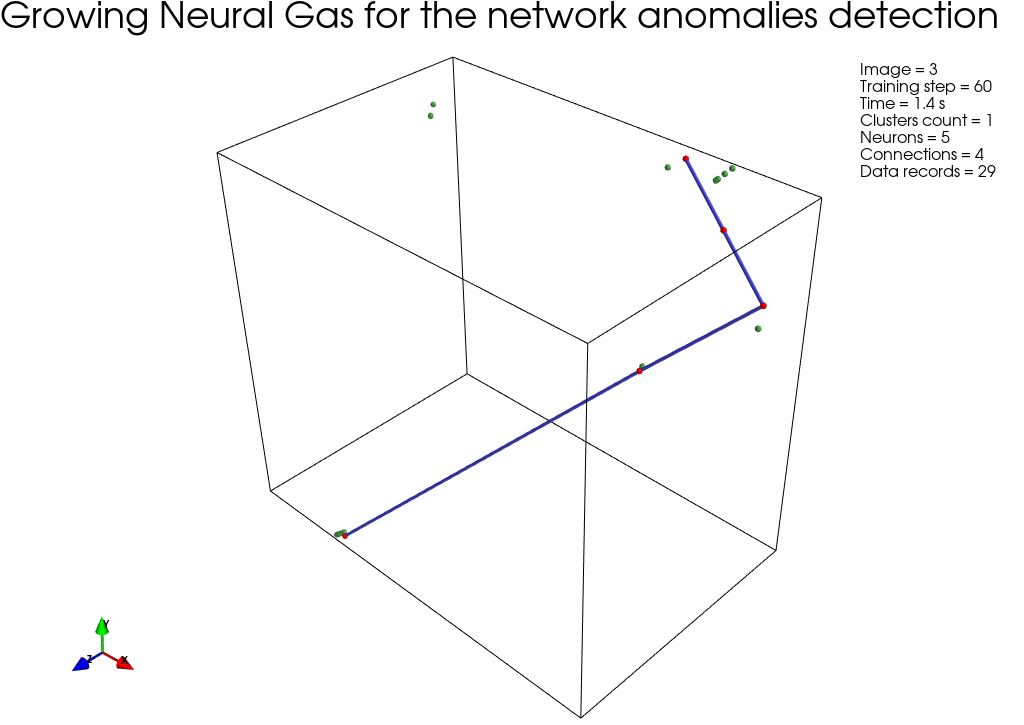 Growing Neural Gas for the network anomalies detection
Image = 3
Training step = 60
Time = 1.4 s
Clusters count = 1
Neurons = 5
Connections = 4
Data records = 29
Y
Z
X